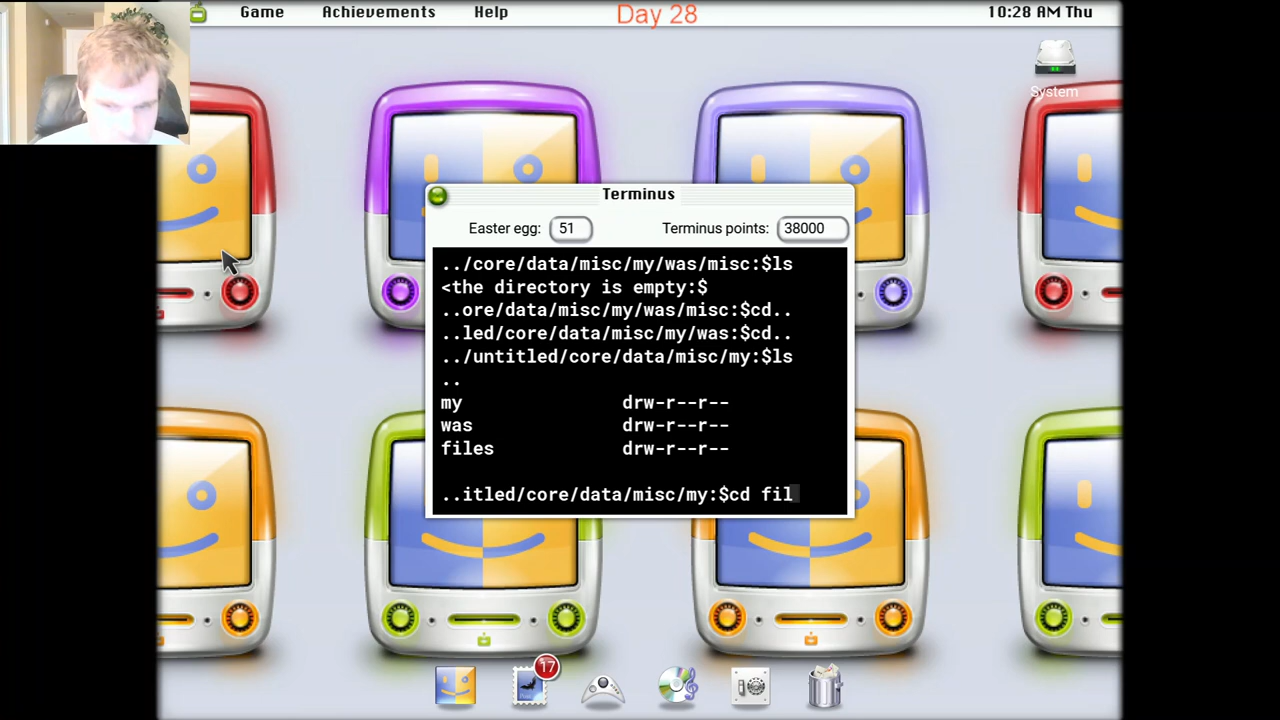 Game Achievements Help Day 28 10:28 AM Thu
System
Terminus
Easter egg: 51 Terminus points: 38000
../core/data/misc/my/was/misc:$ls
<the directory is empty:$
..ore/data/misc/my/was/misc:$cd..
..led/core/data/misc/my/was:$cd..
../untitled/core/data/misc/my:$ls
..
my drw-r--r--
was drw-r--r--
files drw-r--r--
..itled/core/data/misc/my:$cd fil
17